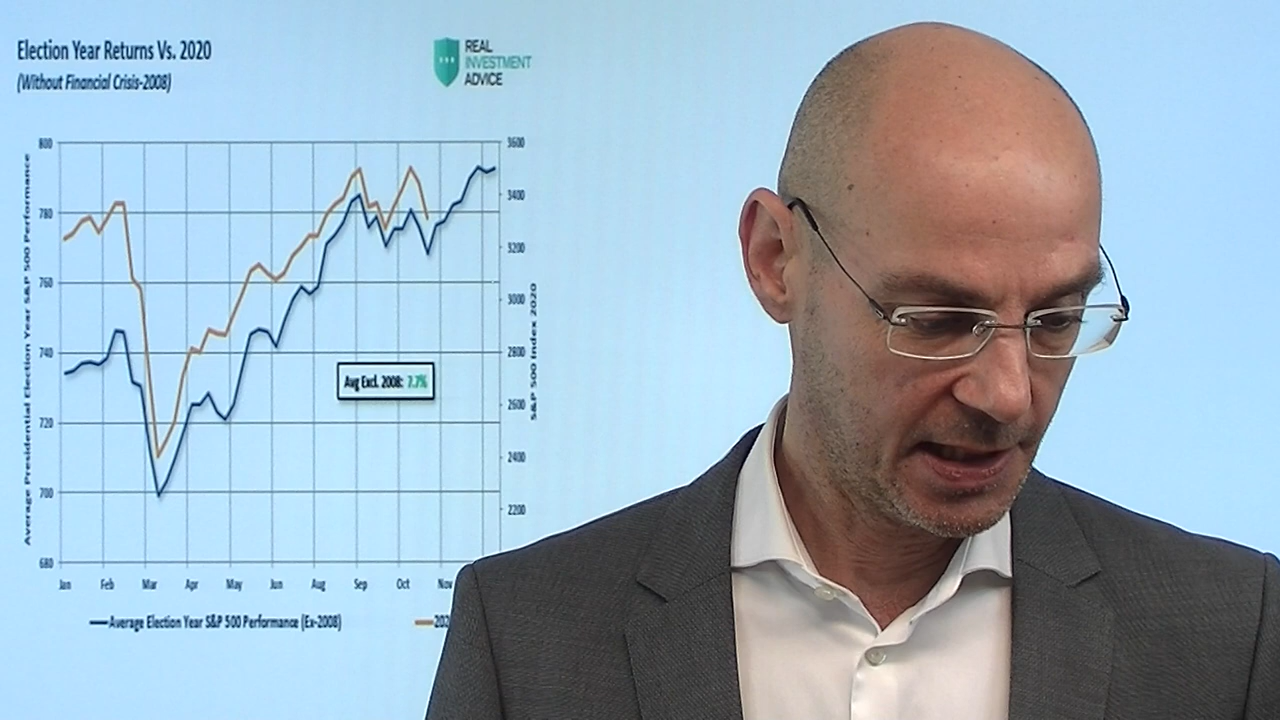 Election Year Returns Vs. 2020
(Without Financial Crisis-2008)
REAL
INVESTMENT
ADVICE
Average Presidential Election Year S&P 500 Performance
800
780
760
740
720
700
680
Avg Excl. 2008: 7.7%
3600
3400
3200
3000
2800
2600
2400
2200
S&P 500 Index 2020
Jan Feb Mar Apr May Jun Jul Aug Sep Oct Nov
Average Election Year S&P 500 Performance (Ex-2008)
202